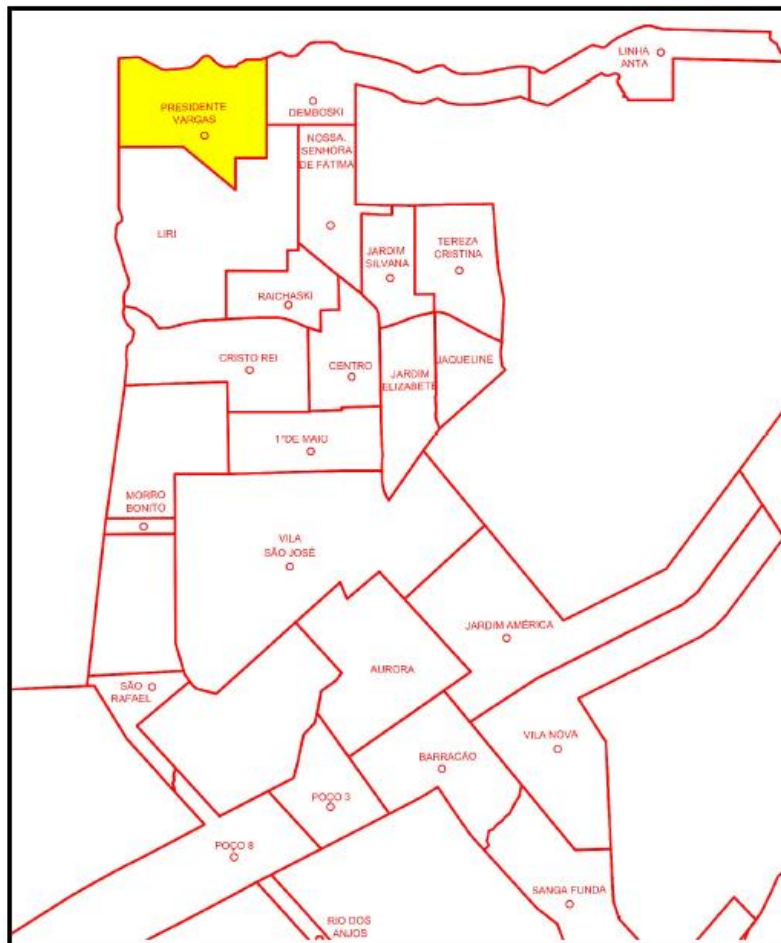 LINHA
ANTA
PRESIDENTE
VARGAS
DEMBOSKI
NOSSA.
SENHORA
DE FÁTIMA
LIRI
JARDIM
SILVANA
TEREZA
CRISTINA
RAICHASKI
CRISTO REI
CENTRO
JARDIM
ELIZABETE
JAQUELINE
1°DE MAIO
MORRO
BONITO
VILA
SÃO JOSÉ
JARDIM AMÉRICA
AURORA
SÃO
RAFAEL
VILA NOVA
BARRACÃO
POÇO 3
POÇO 8
SANGA FUNDA
RIO DOS
ANJOS